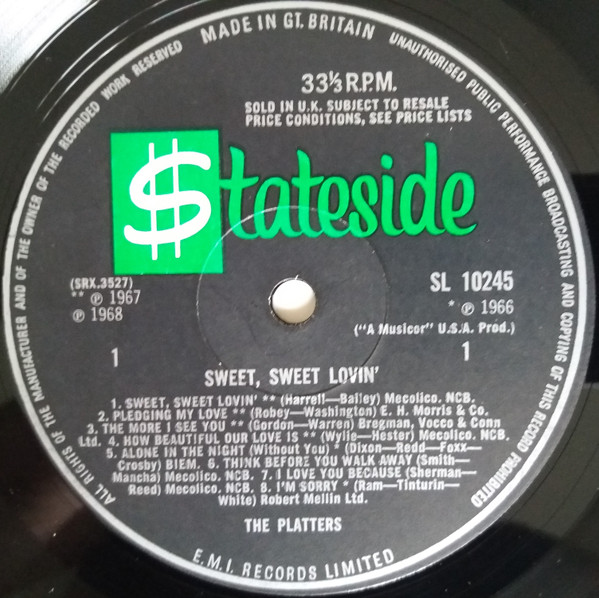 MADE IN GT. BRITAIN
UNAUTHORISED PUBLIC PERFORMANCE BROADCASTING AND COPYING OF THIS RECORD PROHIBITED
ALL RIGHTS OF THE MANUFACTURER AND OF THE OWNER OF THE RECORDED WORK RESERVED
33⅓ R.P.M.
SOLD IN U.K. SUBJECT TO RESALE
PRICE CONDITIONS, SEE PRICE LISTS
$tateside
(SRX.3527)
** ℗ 1967
℗ 1968
SL 10245
* ℗ 1966
("A Musicor" U.S.A. Prod.)
1
1
SWEET, SWEET LOVIN'
1. SWEET, SWEET LOVIN' ** (Harrell—Bailey) Mecolico. NCB.
2. PLEDGING MY LOVE ** (Robey—Washington) E. H. Morris & Co.
3. THE MORE I SEE YOU ** (Gordon—Warren) Bregman, Vocco & Conn
Ltd. 4. HOW BEAUTIFUL OUR LOVE IS ** (Wylie—Hester) Mecolico. NCB.
5. ALONE IN THE NIGHT (Without You) * (Dixon—Redd—Foxx—
Crosby) BIEM. 6. THINK BEFORE YOU WALK AWAY (Smith—
Mancha) Mecolico. NCB. 7. I LOVE YOU BECAUSE (Sherman—
Reed) Mecolico. NCB. 8. I'M SORRY * (Ram—Tinturin—
White) Robert Mellin Ltd.
THE PLATTERS
E.M.I. RECORDS LIMITED